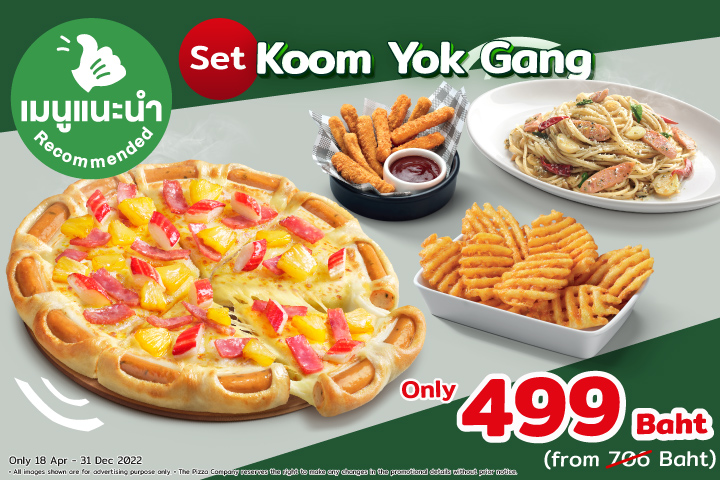 เมนูแนะนำ
Recommended
Set Koom Yok Gang
Only 499 Baht
(from 706 Baht)
Only 18 Apr - 31 Dec 2022
• All images shown are for advertising purpose only • The Pizza Company reserves the right to make any changes in the promotional details without prior notice.